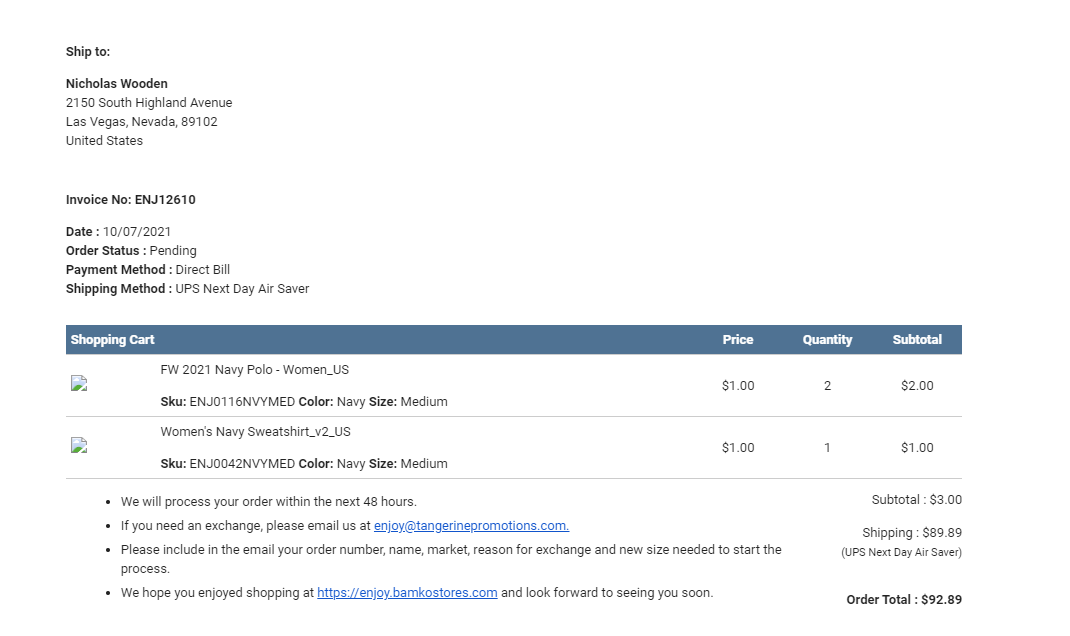 Ship to:
Nicholas Wooden
2150 South Highland Avenue
Las Vegas, Nevada, 89102
United States
Invoice No: ENJ12610
Date : 10/07/2021
Order Status : Pending
Payment Method : Direct Bill
Shipping Method : UPS Next Day Air Saver
Shopping Cart Price Quantity Subtotal
FW 2021 Navy Polo - Women_US
$1.00 2 $2.00
Sku: ENJ0116NVYMED Color: Navy Size: Medium
Women's Navy Sweatshirt_v2_US
$1.00 1 $1.00
Sku: ENJ0042NVYMED Color: Navy Size: Medium
• We will process your order within the next 48 hours.
• If you need an exchange, please email us at enjoy@tangerinepromotions.com.
• Please include in the email your order number, name, market, reason for exchange and new size needed to start the
process.
• We hope you enjoyed shopping at https://enjoy.bamkostores.com and look forward to seeing you soon.
Subtotal : $3.00
Shipping : $89.89
(UPS Next Day Air Saver)
Order Total : $92.89